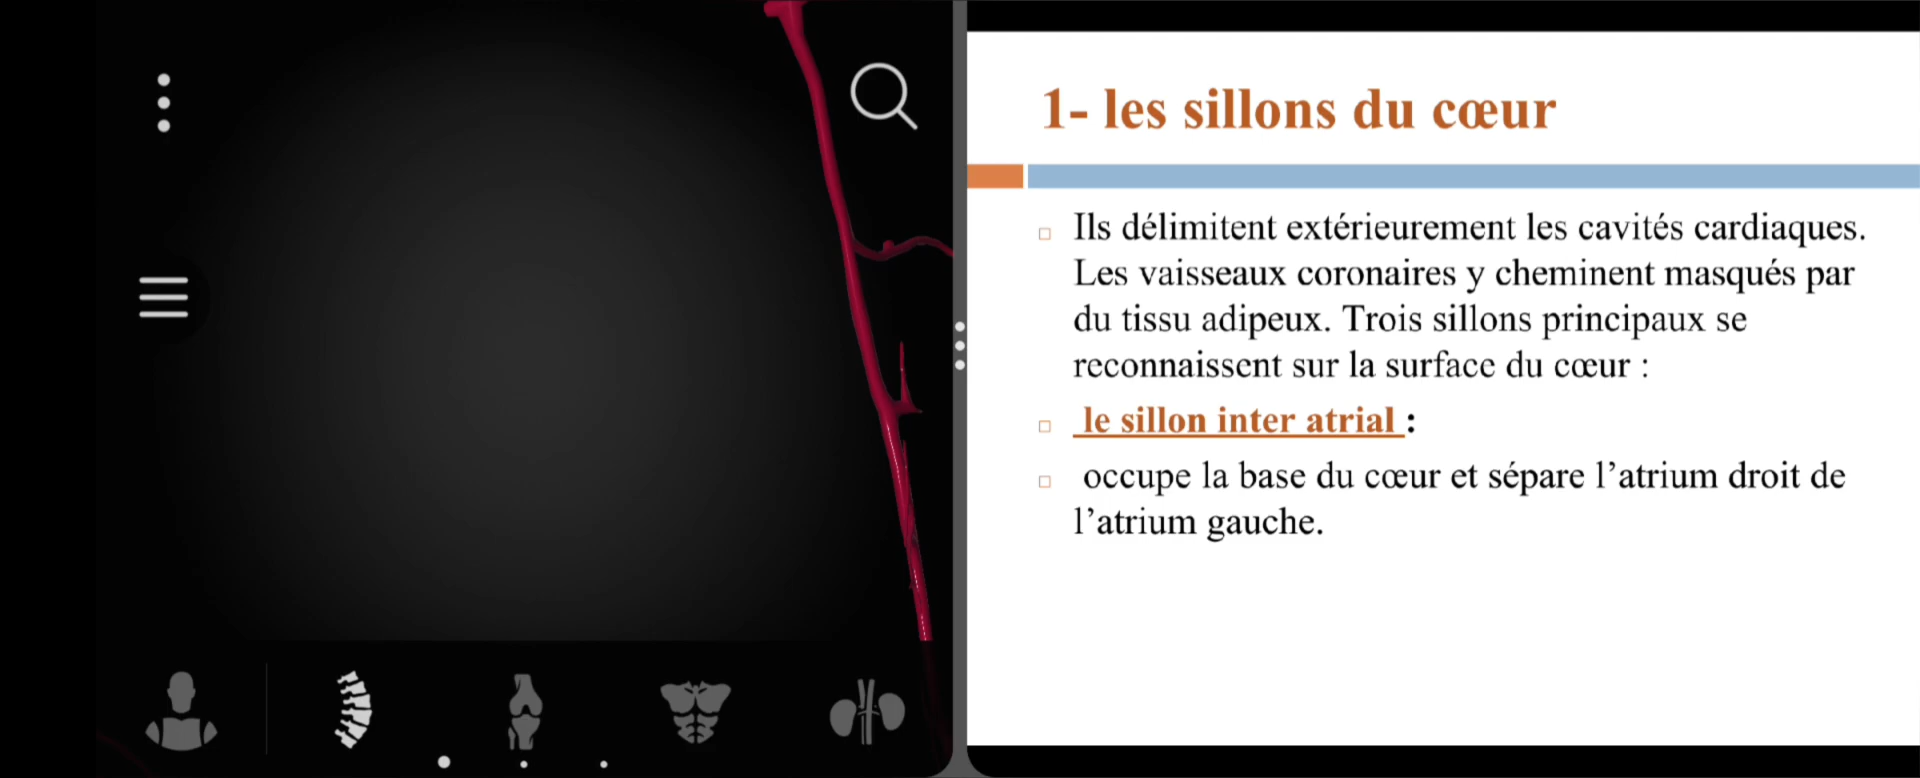 1- les sillons du cœur
Ils délimitent extérieurement les cavités cardiaques.
Les vaisseaux coronaires y cheminent masqués par
du tissu adipeux. Trois sillons principaux se
reconnaissent sur la surface du cœur :
le sillon inter atrial :
occupe la base du cœur et sépare l’atrium droit de
l’atrium gauche.